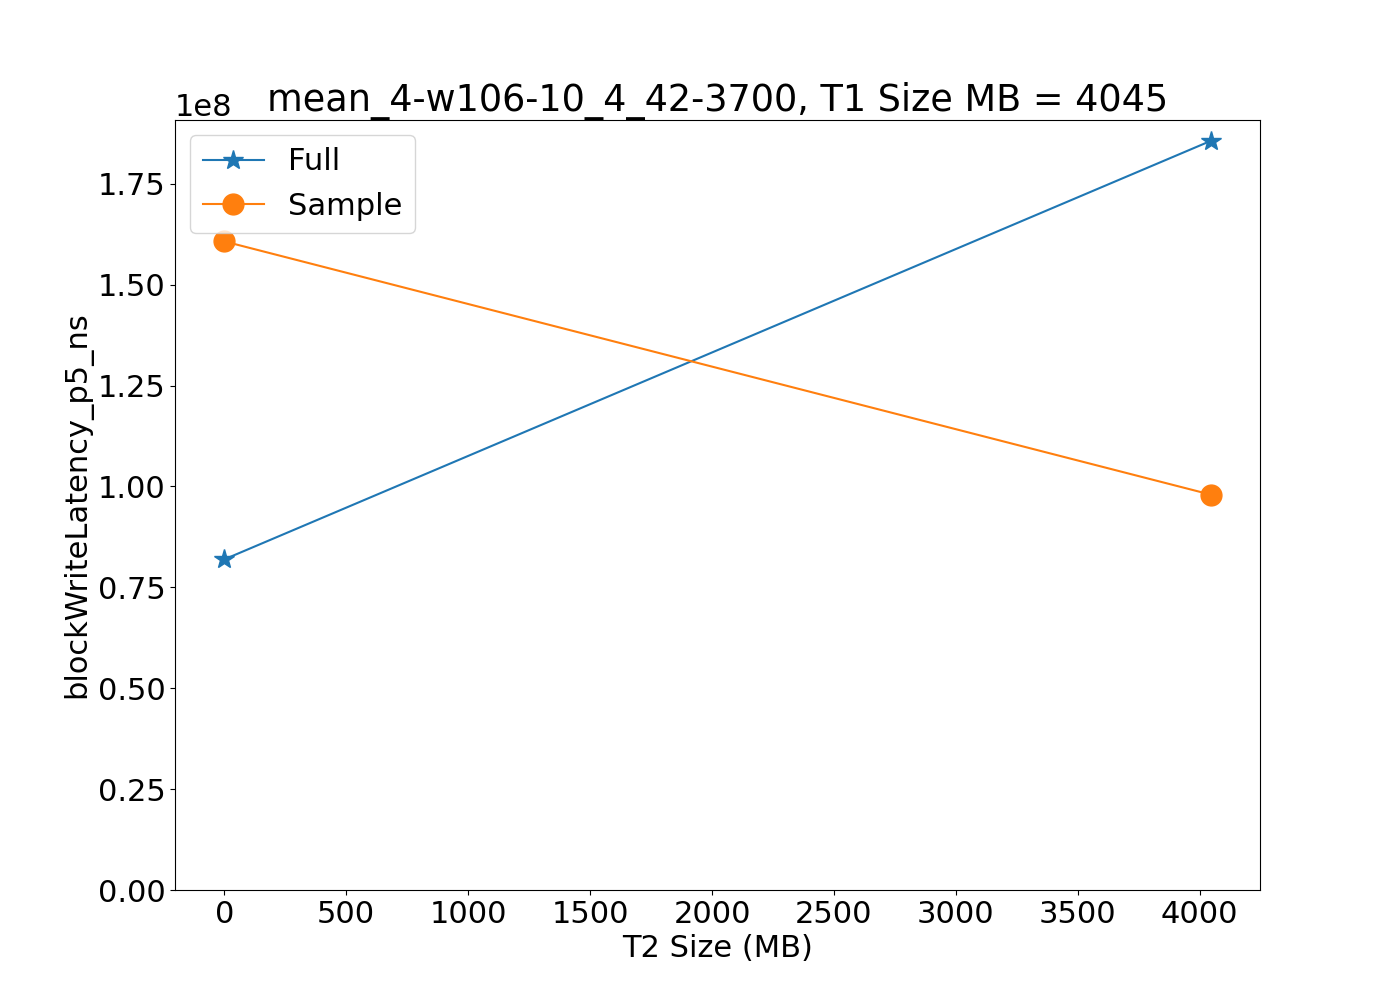 1e8
mean_4-w106-10_4_42-3700, T1 Size MB = 4045
Full
Sample
1.75
1.50
1.25
1.00
0.75
0.50
0.25
0.00
blockWriteLatency_p5_ns
0 500 1000 1500 2000 2500 3000 3500 4000
T2 Size (MB)